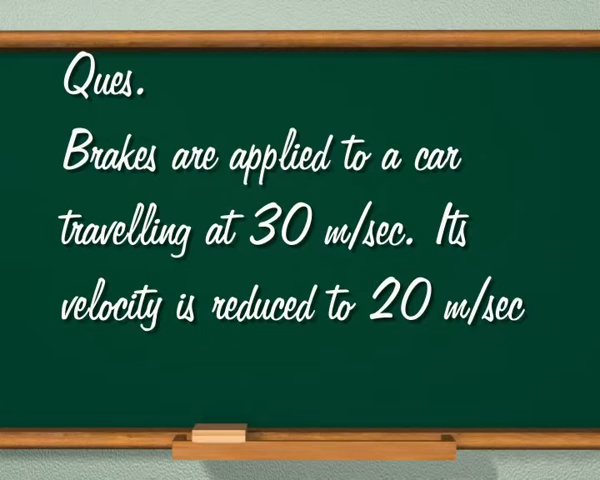 Ques.
Brakes are applied to a car
travelling at 30 m/sec. Its
velocity is reduced to 20 m/sec